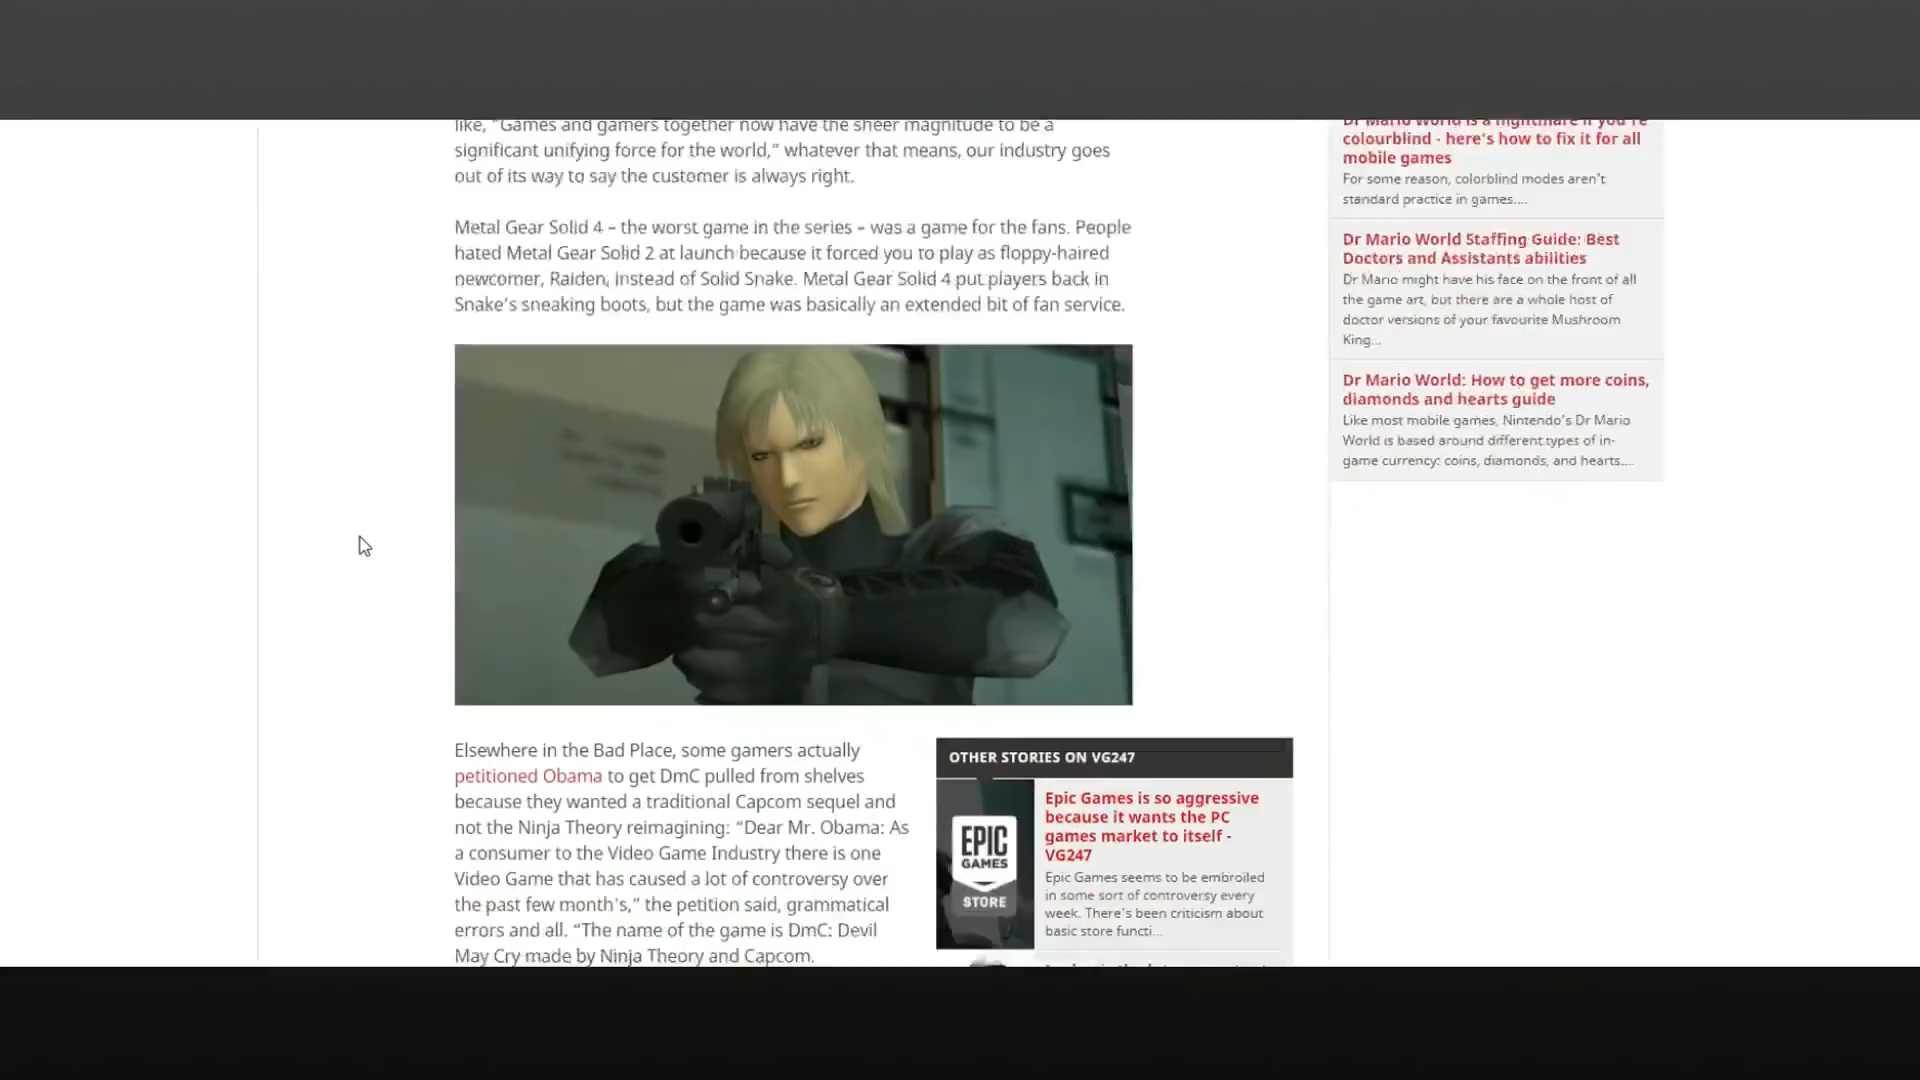 like, “Games and gamers together now have the sheer magnitude to be a
significant unifying force for the world,” whatever that means, our industry goes
out of its way to say the customer is always right.
Metal Gear Solid 4 – the worst game in the series – was a game for the fans. People
hated Metal Gear Solid 2 at launch because it forced you to play as floppy-haired
newcomer, Raiden, instead of Solid Snake. Metal Gear Solid 4 put players back in
Snake’s sneaking boots, but the game was basically an extended bit of fan service.
Elsewhere in the Bad Place, some gamers actually
petitioned Obama to get DmC pulled from shelves
because they wanted a traditional Capcom sequel and
not the Ninja Theory reimagining: “Dear Mr. Obama: As
a consumer to the Video Game Industry there is one
Video Game that has caused a lot of controversy over
the past few month’s,” the petition said, grammatical
errors and all. “The name of the game is DmC: Devil
May Cry made by Ninja Theory and Capcom.
OTHER STORIES ON VG247
EPIC
GAMES
STORE
Epic Games is so aggressive
because it wants the PC
games market to itself -
VG247
Epic Games seems to be embroiled
in some sort of controversy every
week. There's been criticism about
basic store functi...
Dr Mario World is a nightmare if you're
colourblind - here's how to fix it for all
mobile games
For some reason, colorblind modes aren't
standard practice in games....
Dr Mario World Staffing Guide: Best
Doctors and Assistants abilities
Dr Mario might have his face on the front of all
the game art, but there are a whole host of
doctor versions of your favourite Mushroom
King...
Dr Mario World: How to get more coins,
diamonds and hearts guide
Like most mobile games, Nintendo's Dr Mario
World is based around different types of in-
game currency: coins, diamonds, and hearts....